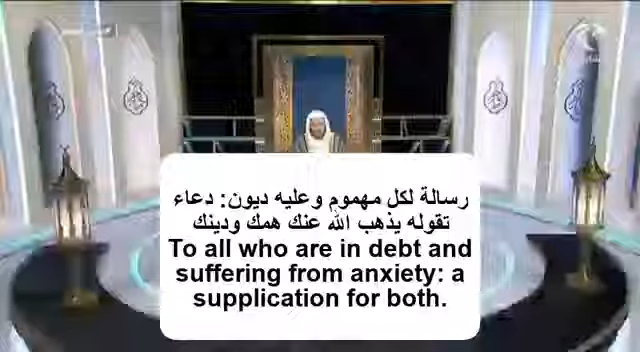 رسالة لكل مهموم وعليه ديون: دعاء
تقوله يذهب الله عنك همك ودينك
To all who are in debt and
suffering from anxiety: a
supplication for both.